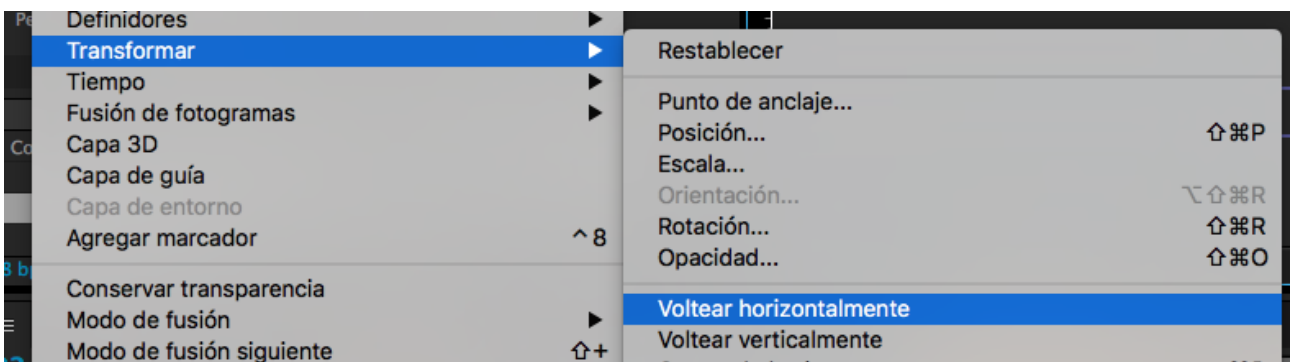 Definidores
Transformar
Tiempo
Fusión de fotogramas
Capa 3D
Capa de guía
Capa de entorno
Agregar marcador ^ 8
Conservar transparencia
Modo de fusión
Modo de fusión siguiente ⇧+
Restablecer
Punto de anclaje...
Posición... ⇧⌘P
Escala...
Orientación... ⌥⇧⌘R
Rotación... ⇧⌘R
Opacidad... ⇧⌘O
Voltear horizontalmente
Voltear verticalmente